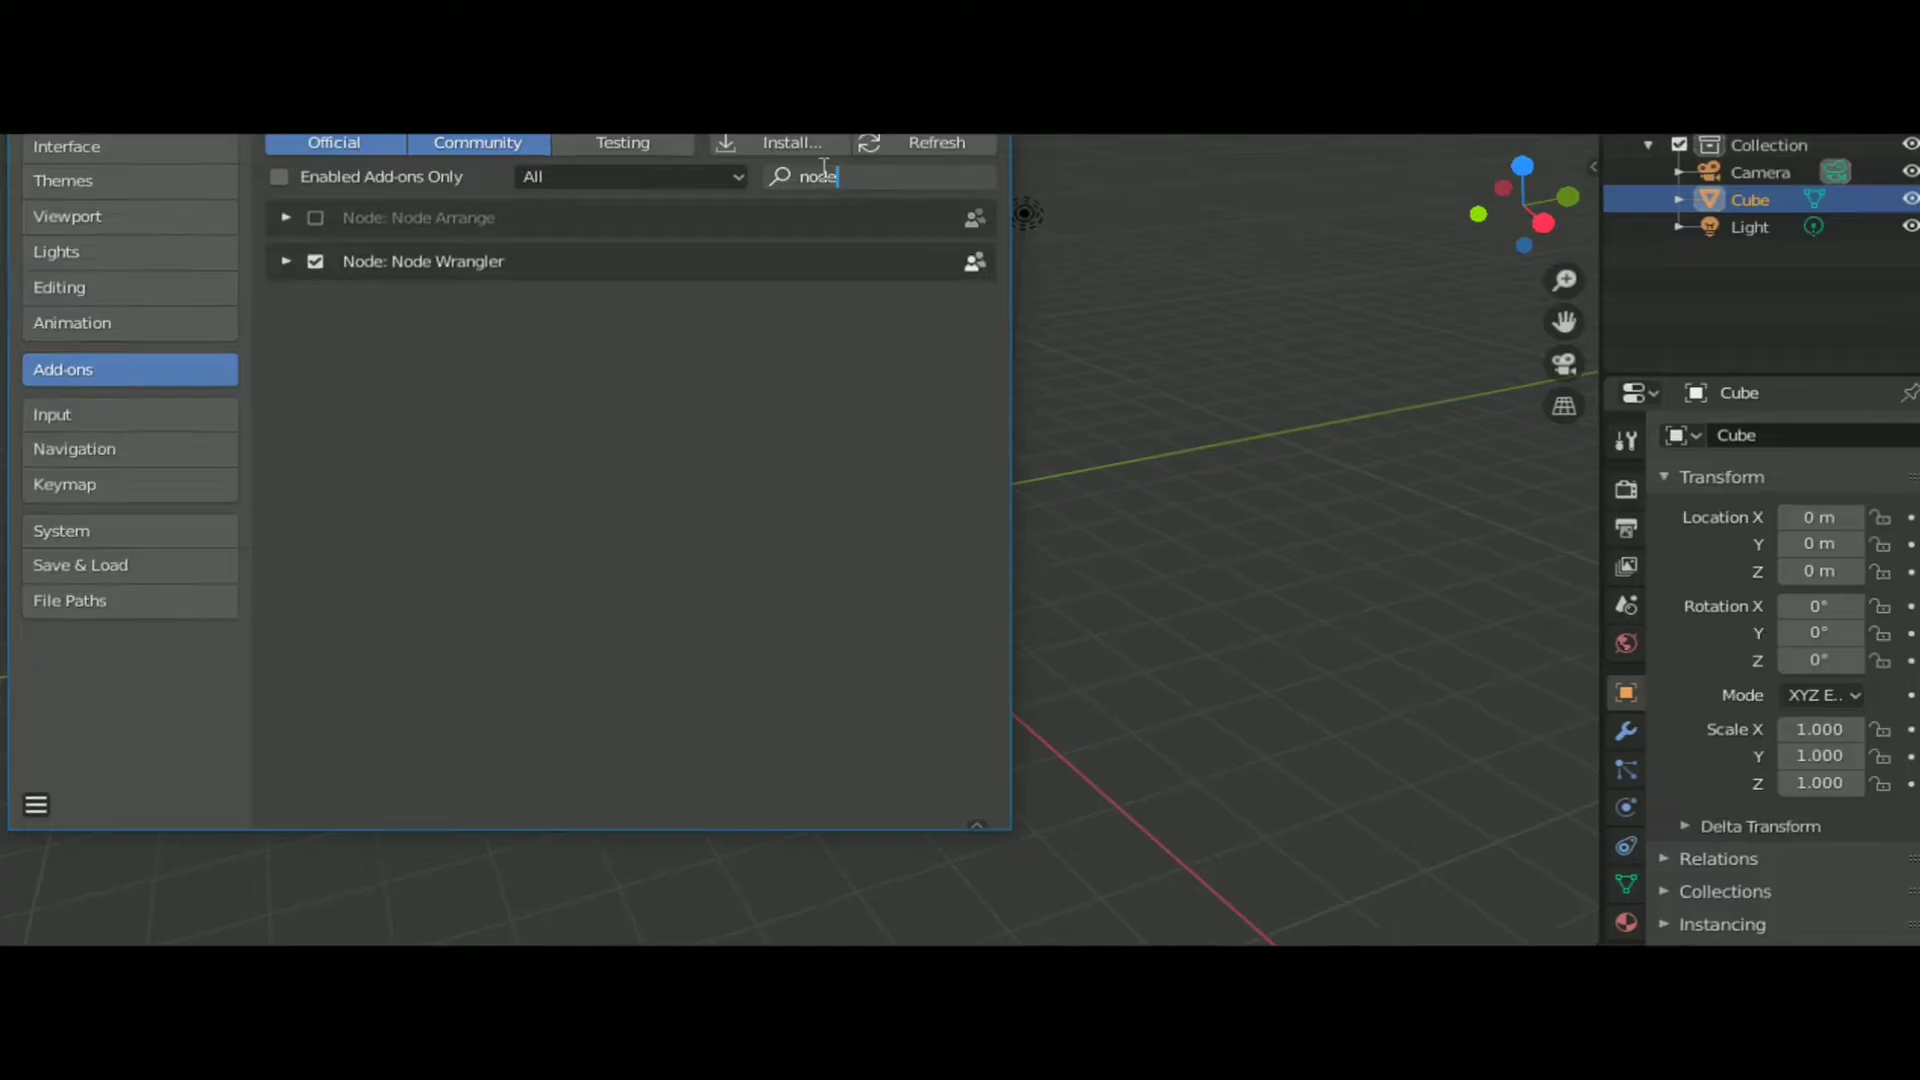 Interface
Themes
Viewport
Lights
Editing
Animation
Add-ons
Input
Navigation
Keymap
System
Save & Load
File Paths
Official Community Testing Install... Refresh
Enabled Add-ons Only All node
Node: Node Arrange
Node: Node Wrangler
Collection
Camera
Cube
Light
Cube
Cube
Transform
Location X 0 m
Y 0 m
Z 0 m
Rotation X 0°
Y 0°
Z 0°
Mode XYZ E..
Scale X 1.000
Y 1.000
Z 1.000
Delta Transform
Relations
Collections
Instancing